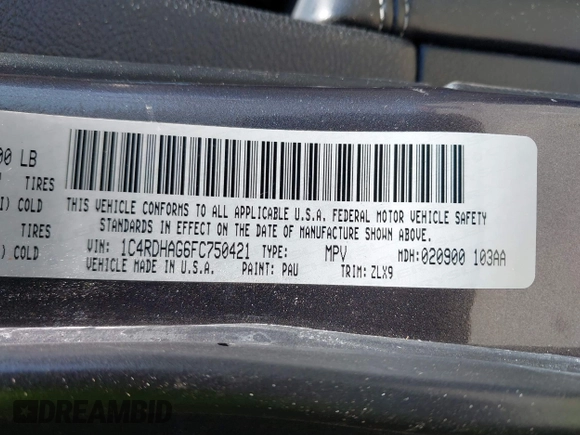 00 LB
TIRES
I) COLD
TIRES
I) COLD
THIS VEHICLE CONFORMS TO ALL APPLICABLE U.S.A. FEDERAL MOTOR VEHICLE SAFETY
STANDARDS IN EFFECT ON THE DATE OF MANUFACTURE SHOWN ABOVE.
VIN: 1C4RDHAG6FC750421 TYPE: MPV MDH:020900 103AA
VEHICLE MADE IN U.S.A. PAINT: PAU TRIM: ZLX9
DREAMBID